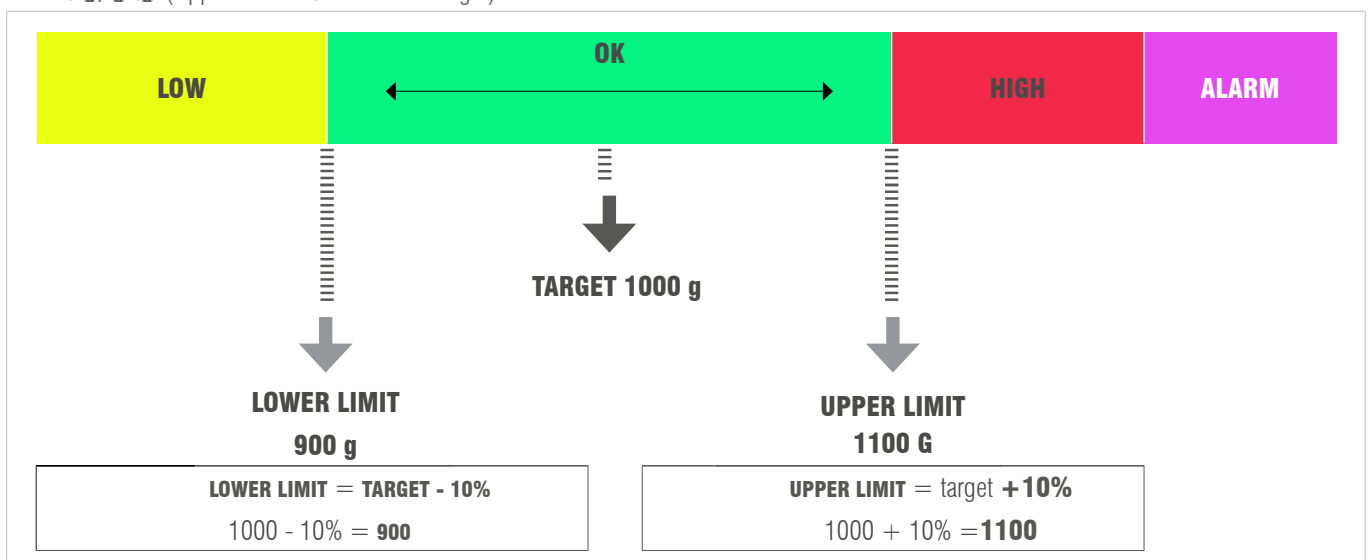 OK
LOW
HIGH
ALARM
TARGET 1000 g
LOWER LIMIT
900 g
UPPER LIMIT
1100 G
LOWER LIMIT = TARGET - 10%
1000 - 10% = 900
UPPER LIMIT = target +10%
1000 + 10% =1100